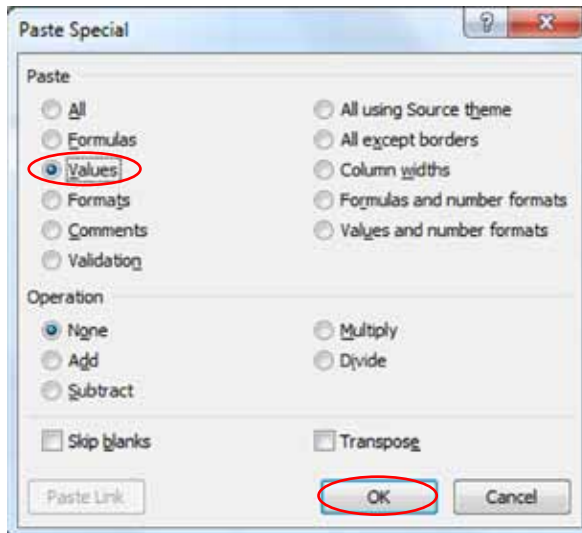 Paste Special
Paste
All
All using Source theme
Formulas
All except borders
Values
Column widths
Formats
Formulas and number formats
Comments
Values and number formats
Validation
Operation
None
Multiply
Add
Divide
Subtract
Skip blanks
Transpose
Paste Link
OK
Cancel